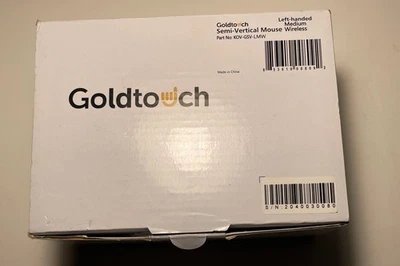 Goldtouch
Semi-Vertical Mouse
Part No: KOV-GSV-LMW
Left-handed
Medium
Wireless
Made in China
Goldtouch
S/N: 2040030080